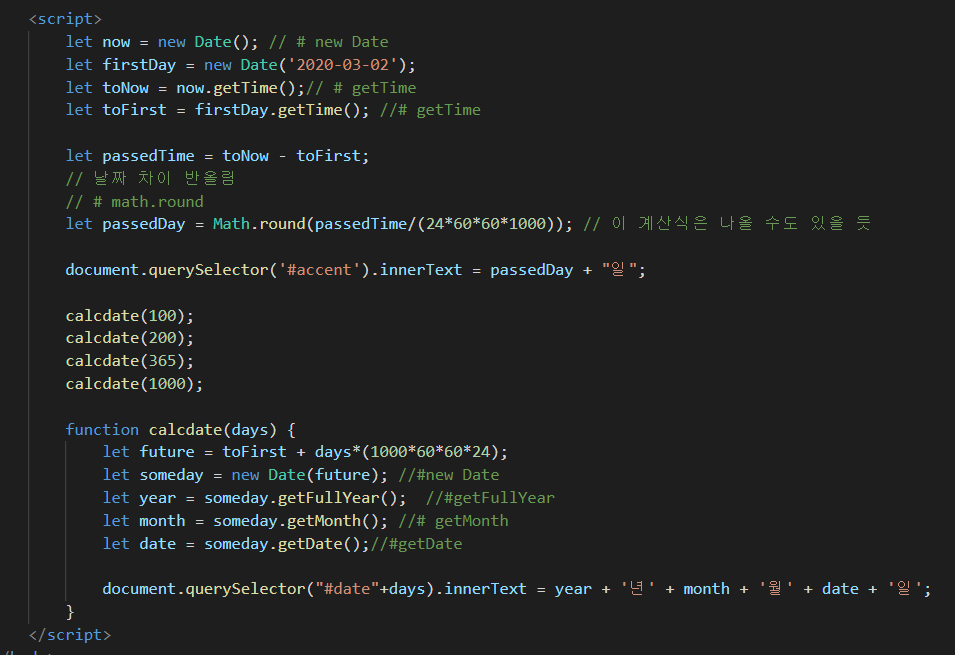 <script>
let now = new Date(); // # new Date
let firstDay = new Date('2020-03-02');
let toNow = now.getTime();// # getTime
let toFirst = firstDay.getTime(); //# getTime
let passedTime = toNow - toFirst;
// 날짜 차이 반올림
// # math.round
let passedDay = Math.round(passedTime/(24*60*60*1000)); // 이 계산식은 나올 수도 있을 듯
document.querySelector('#accent').innerText = passedDay + "일";
calcdate(100);
calcdate(200);
calcdate(365);
calcdate(1000);
function calcdate(days) {
let future = toFirst + days*(1000*60*60*24);
let someday = new Date(future); //#new Date
let year = someday.getFullYear();  //#getFullYear
let month = someday.getMonth(); //# getMonth
let date = someday.getDate();//#getDate
document.querySelector("#date"+days).innerText = year + '년' + month + '월' + date + '일';
}
</script>